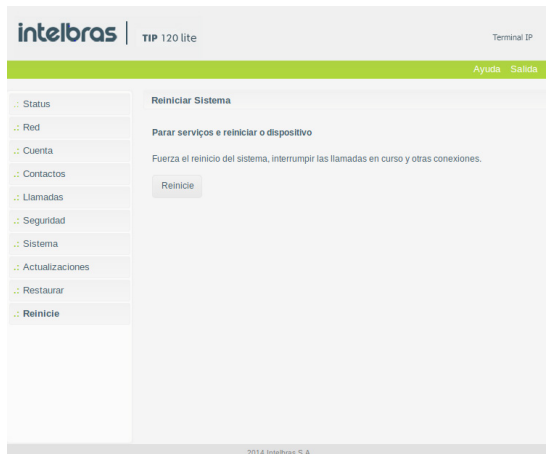 intelbras TIP 120 lite
Terminal IP
Ayuda Salida
.: Status
.: Red
.: Cuenta
.: Contactos
.: Llamadas
.: Seguridad
.: Sistema
.: Actualizaciones
.: Restaurar
.: Reinicie
Reiniciar Sistema
Parar serviços e reiniciar o dispositivo
Fuerza el reinicio del sistema, interrumpir las llamadas en curso y otras conexiones.
Reinicie
2014 Intelbras S.A.